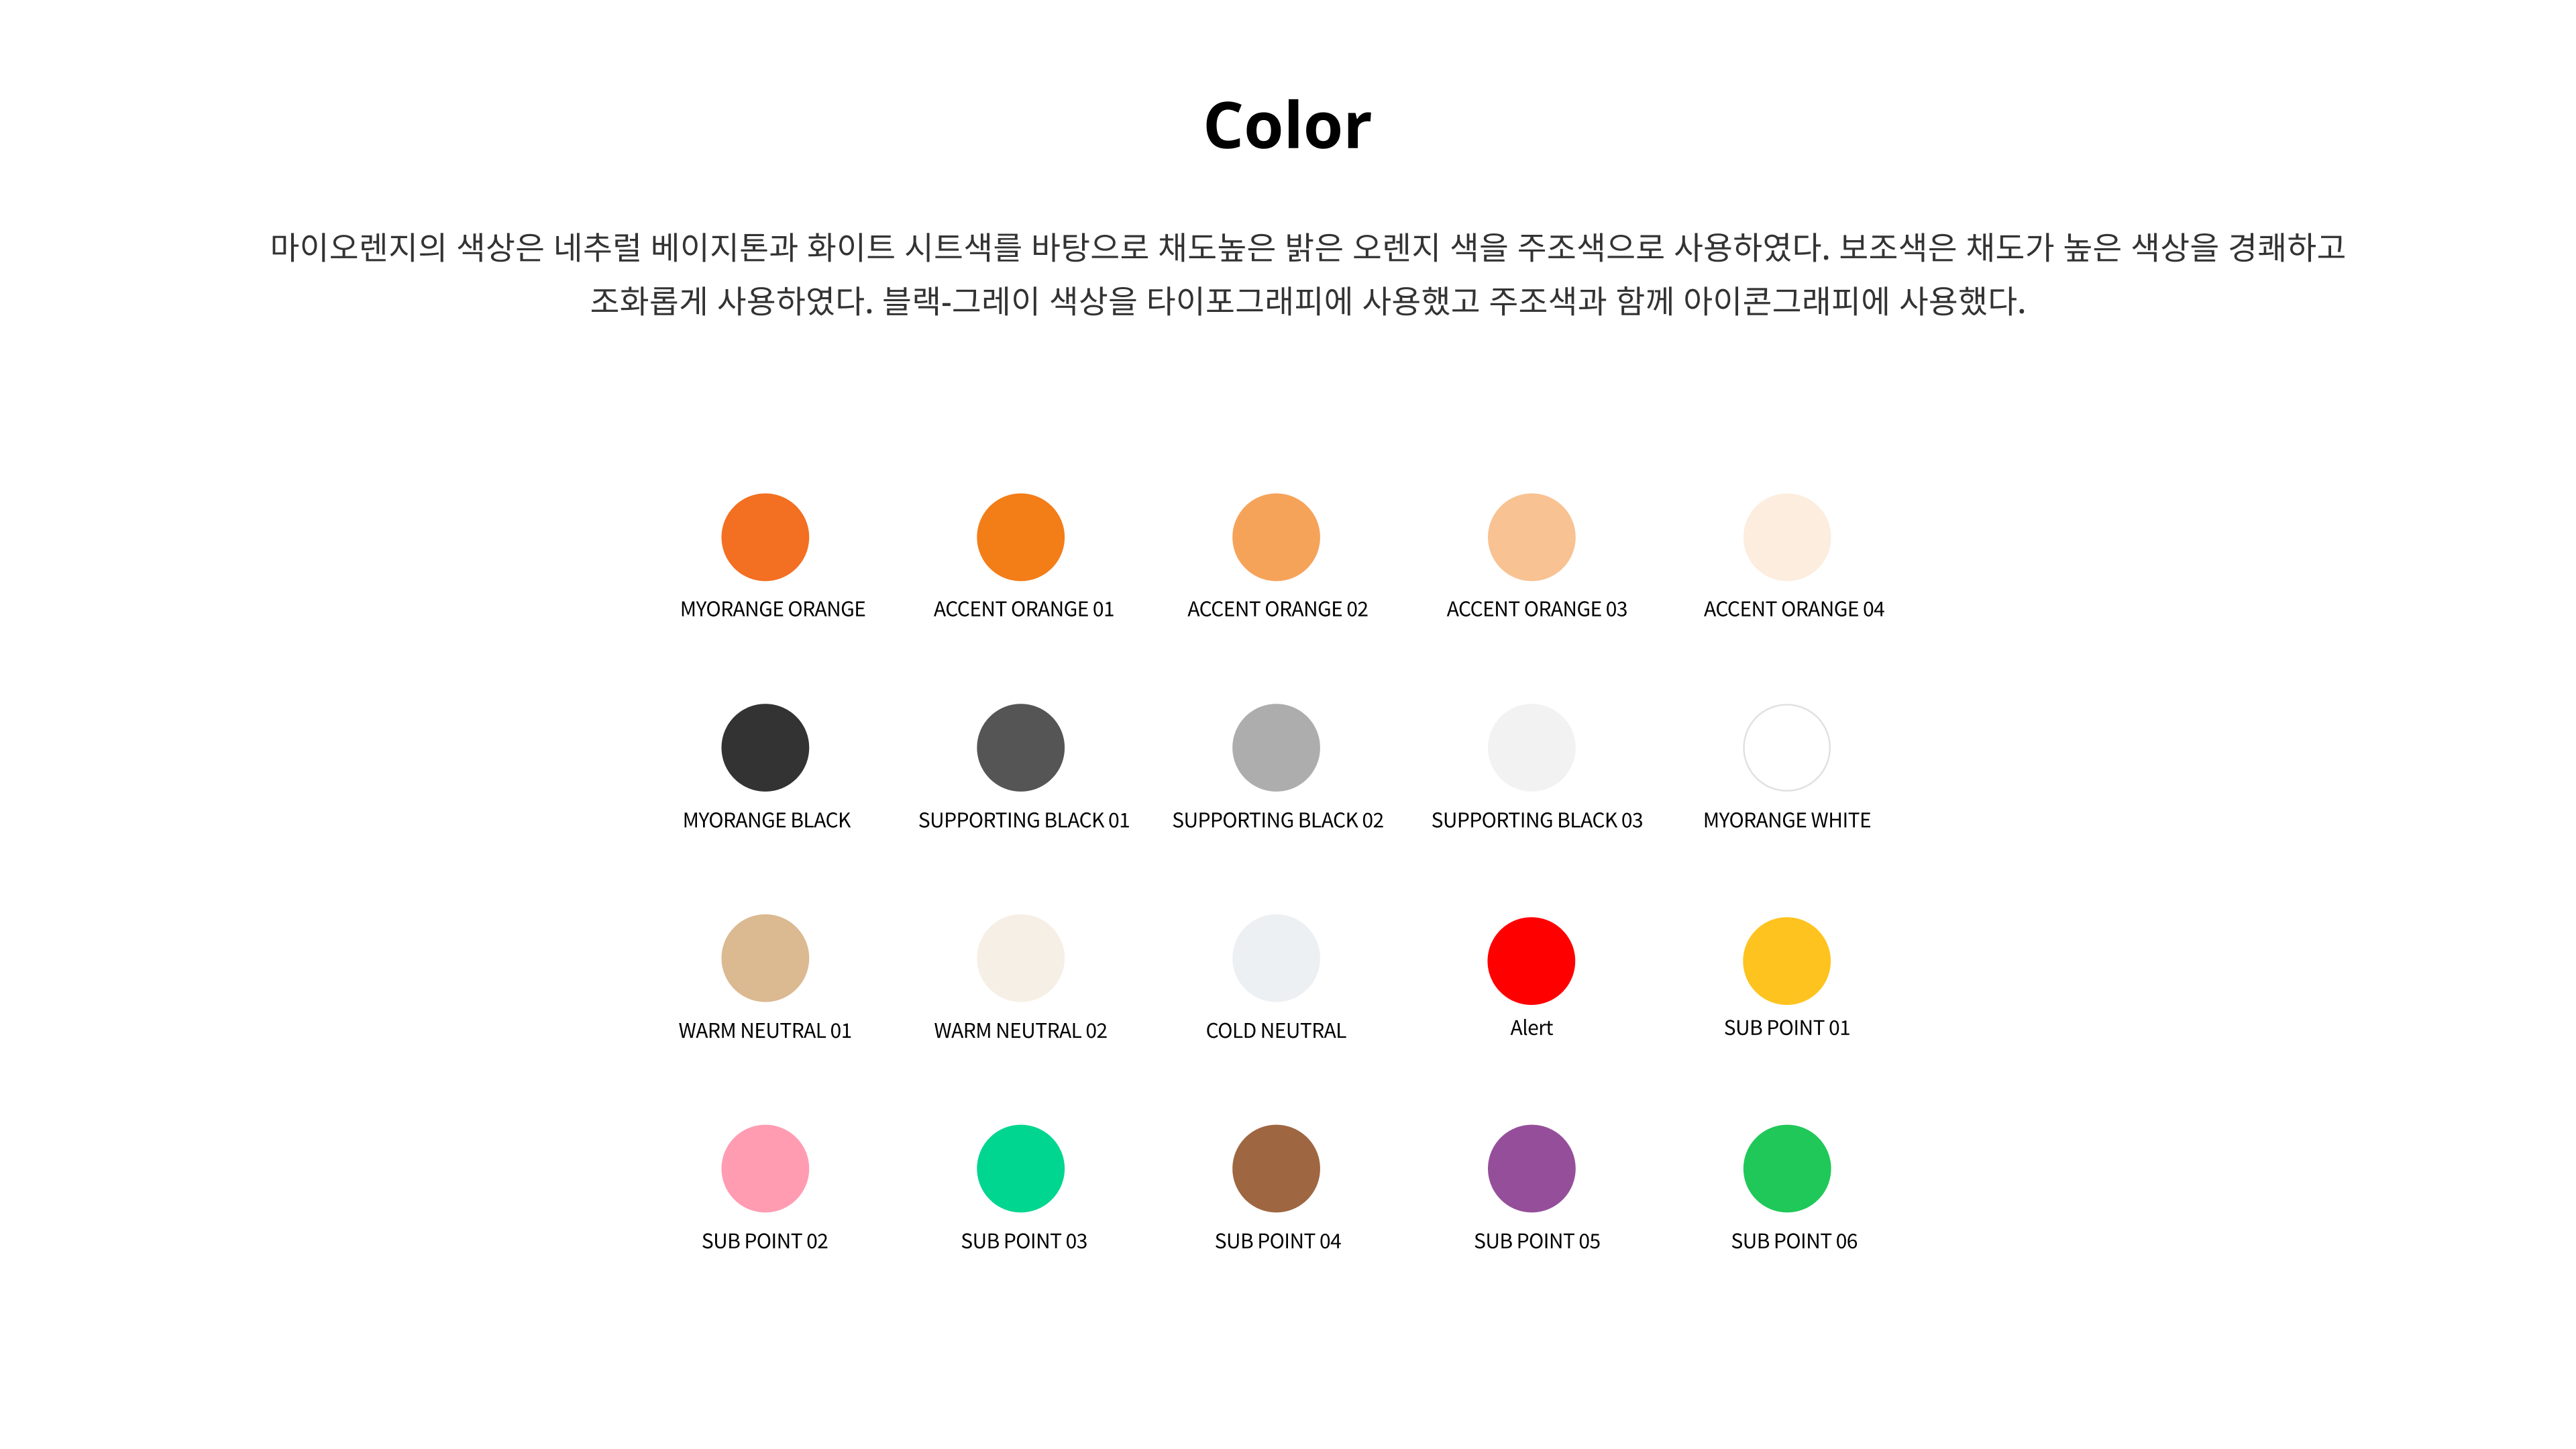 Color
마이오렌지의 색상은 네추럴 베이지톤과 화이트 시트색를 바탕으로 채도높은 밝은 오렌지 색을 주조색으로 사용하였다. 보조색은 채도가 높은 색상을 경쾌하고
조화롭게 사용하였다. 블랙-그레이 색상을 타이포그래피에 사용했고 주조색과 함께 아이콘그래피에 사용했다.
MYORANGE ORANGE
ACCENT ORANGE 01
ACCENT ORANGE 02
ACCENT ORANGE 03
ACCENT ORANGE 04
MYORANGE BLACK
SUPPORTING BLACK 01
SUPPORTING BLACK 02
SUPPORTING BLACK 03
MYORANGE WHITE
WARM NEUTRAL 01
WARM NEUTRAL 02
COLD NEUTRAL
Alert
SUB POINT 01
SUB POINT 02
SUB POINT 03
SUB POINT 04
SUB POINT 05
SUB POINT 06